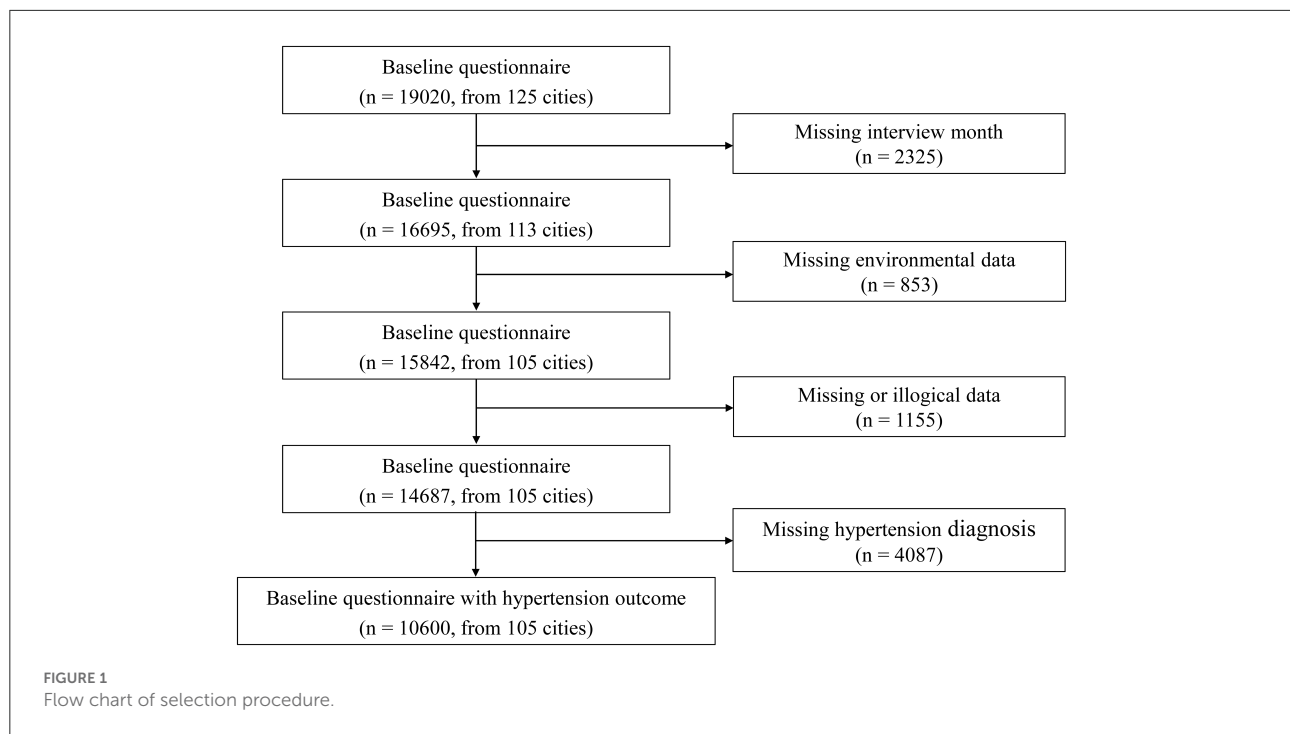 Baseline questionnaire
(n = 19020, from 125 cities)
Missing interview month
(n = 2325)
Baseline questionnaire
(n = 16695, from 113 cities)
Missing environmental data
(n = 853)
Baseline questionnaire
(n = 15842, from 105 cities)
Missing or illogical data
(n = 1155)
Baseline questionnaire
(n = 14687, from 105 cities)
Missing hypertension diagnosis
(n = 4087)
Baseline questionnaire with hypertension outcome
(n = 10600, from 105 cities)
FIGURE 1
Flow chart of selection procedure.